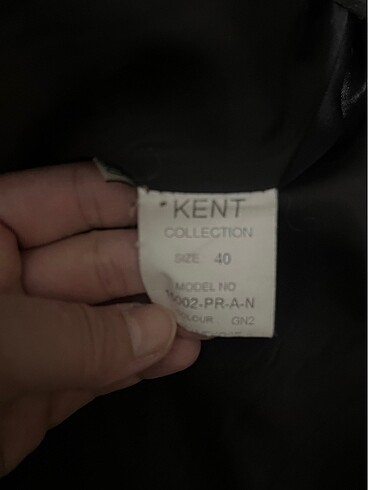 KENT
COLLECTION
SIZE 40
MODEL NO
002-PR-A-N
COLOUR GN2